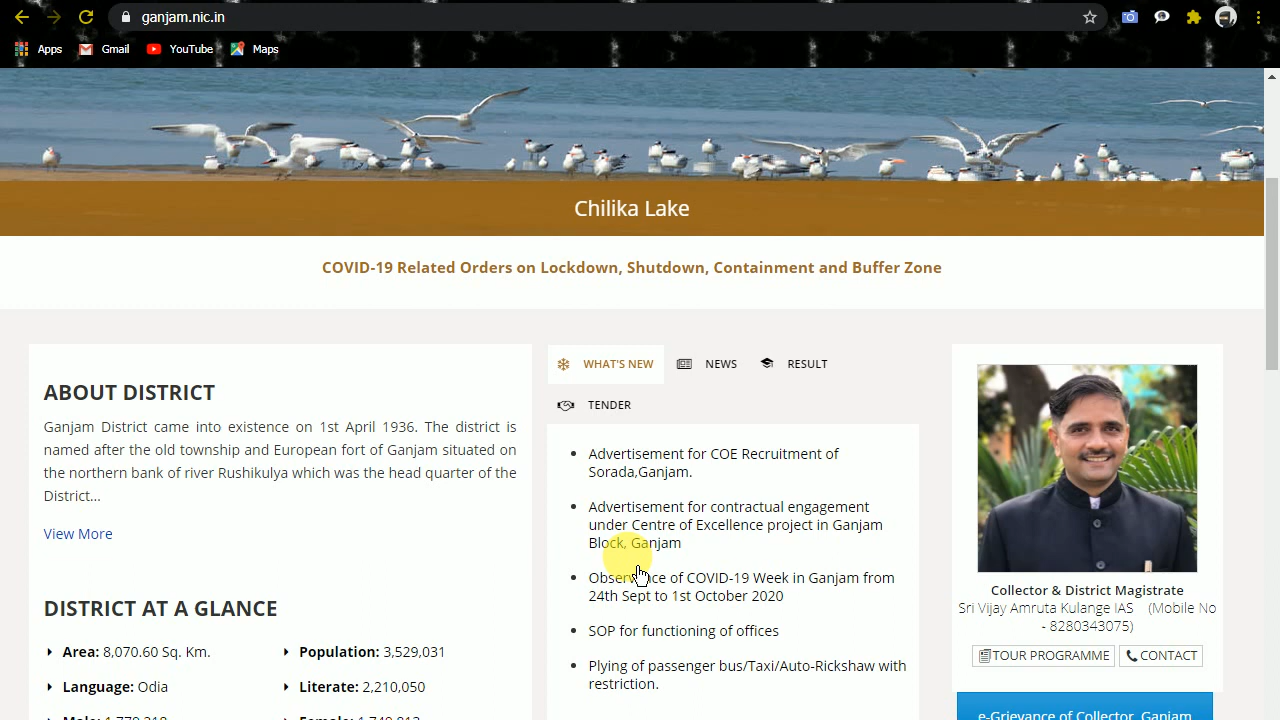 ganjam.nic.in
Apps
Gmail
YouTube
Maps
Chilika Lake
COVID-19 Related Orders on Lockdown, Shutdown, Containment and Buffer Zone
ABOUT DISTRICT
Ganjam District came into existence on 1st April 1936. The district is
named after the old township and European fort of Ganjam situated on
the northern bank of river Rushikulya which was the head quarter of the
District...
View More
DISTRICT AT A GLANCE
Area: 8,070.60 Sq. Km.
Population: 3,529,031
Language: Odia
Literate: 2,210,050
WHAT'S NEW
NEWS
RESULT
TENDER
Advertisement for COE Recruitment of
Sorada,Ganjam.
Advertisement for contractual engagement
under Centre of Excellence project in Ganjam
Block, Ganjam
Observance of COVID-19 Week in Ganjam from
24th Sept to 1st October 2020
SOP for functioning of offices
Plying of passenger bus/Taxi/Auto-Rickshaw with
restriction.
Collector & District Magistrate
Sri Vijay Amruta Kulange IAS (Mobile No
- 8280343075)
TOUR PROGRAMME
CONTACT
e-Grievance of Collector, Ganjam